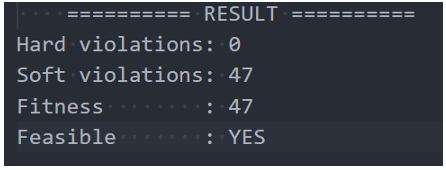 ========== RESULT ==========
Hard violations: 0
Soft violations: 47
Fitness        : 47
Feasible       : YES